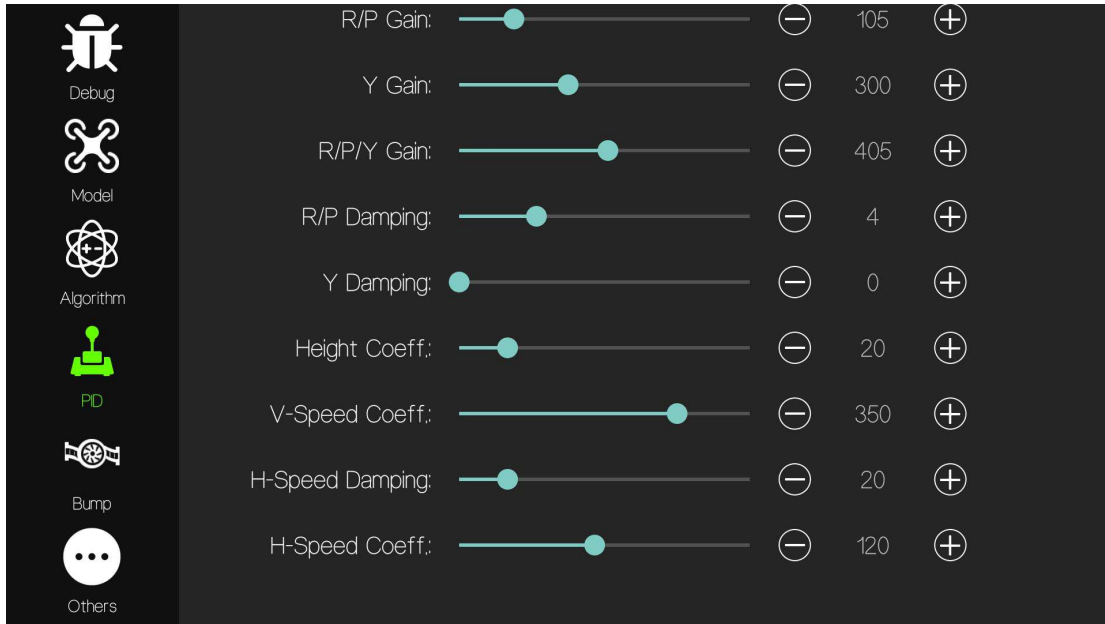 Debug
Model
Algorithm
PID
Bump
Others
R/P Gain: 105
Y Gain: 300
R/P/Y Gain: 405
R/P Damping: 4
Y Damping: 0
Height Coeff.: 20
V-Speed Coeff.: 350
H-Speed Damping: 20
H-Speed Coeff.: 120